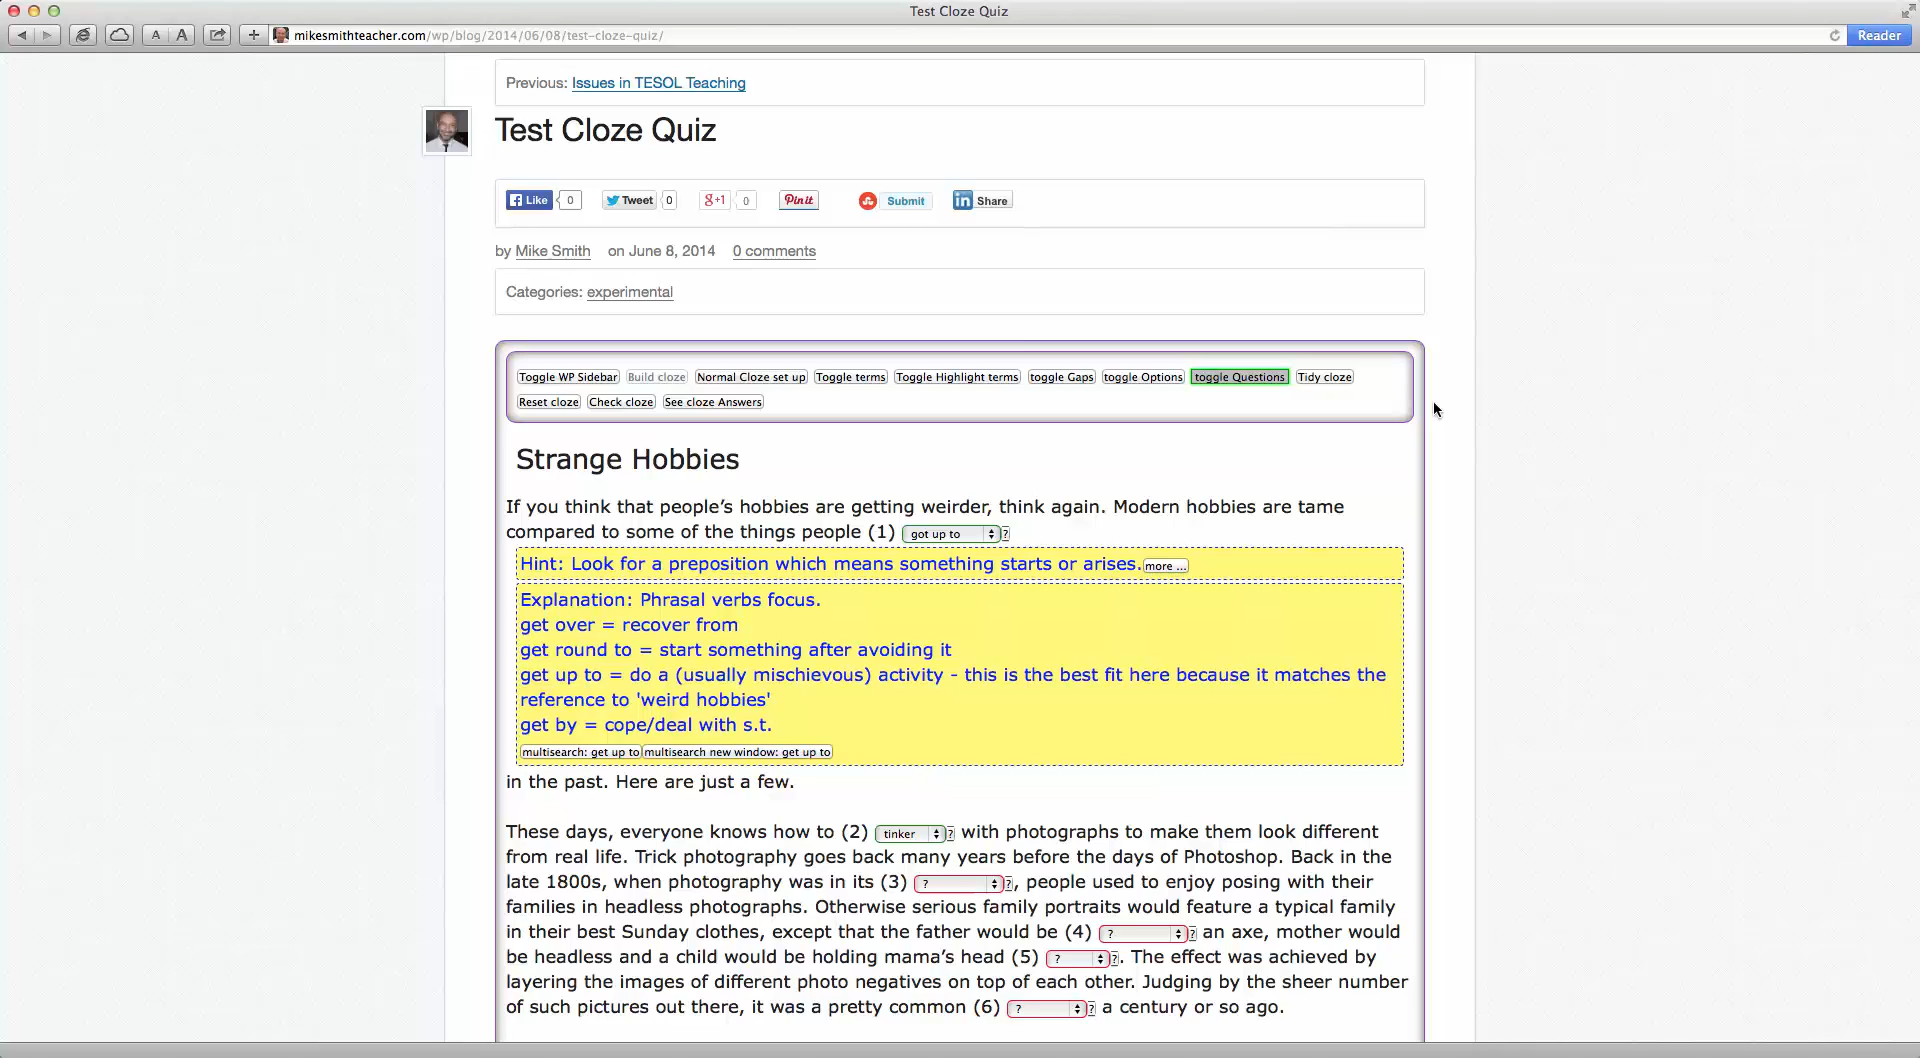 Test Cloze Quiz
A A + mikesmithteacher.com/wp/blog/2014/06/08/test-cloze-quiz/ Reader
Previous: Issues in TESOL Teaching
Test Cloze Quiz
Like 0 Tweet 0 g+1 0 Pinit Submit in Share
by Mike Smith on June 8, 2014 0 comments
Categories: experimental
Toggle WP Sidebar Build cloze Normal Cloze set up Toggle terms Toggle Highlight terms toggle Gaps toggle Options toggle Questions Tidy cloze
Reset cloze Check cloze See cloze Answers
Strange Hobbies
If you think that people’s hobbies are getting weirder, think again. Modern hobbies are tame
compared to some of the things people (1) got up to ?
Hint: Look for a preposition which means something starts or arises. more ...
Explanation: Phrasal verbs focus.
get over = recover from
get round to = start something after avoiding it
get up to = do a (usually mischievous) activity - this is the best fit here because it matches the
reference to 'weird hobbies'
get by = cope/deal with s.t.
multisearch: get up to multisearch new window: get up to
in the past. Here are just a few.
These days, everyone knows how to (2) tinker ? with photographs to make them look different
from real life. Trick photography goes back many years before the days of Photoshop. Back in the
late 1800s, when photography was in its (3) ? ?, people used to enjoy posing with their
families in headless photographs. Otherwise serious family portraits would feature a typical family
in their best Sunday clothes, except that the father would be (4) ? ? an axe, mother would
be headless and a child would be holding mama’s head (5) ? ?. The effect was achieved by
layering the images of different photo negatives on top of each other. Judging by the sheer number
of such pictures out there, it was a pretty common (6) ? ? a century or so ago.